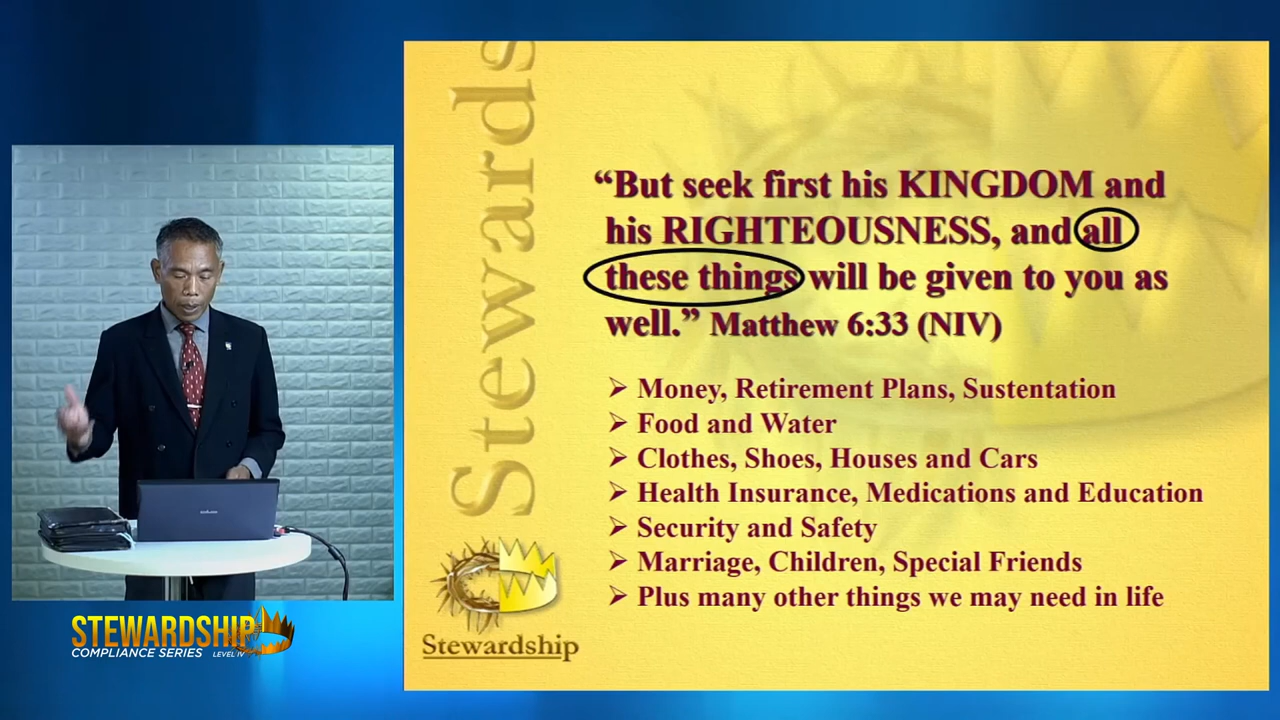 Stewards
“But seek first his KINGDOM and
his RIGHTEOUSNESS, and all
these things will be given to you as
well.” Matthew 6:33 (NIV)
➢ Money, Retirement Plans, Sustentation
➢ Food and Water
➢ Clothes, Shoes, Houses and Cars
➢ Health Insurance, Medications and Education
➢ Security and Safety
➢ Marriage, Children, Special Friends
➢ Plus many other things we may need in life
Stewardship
STEWARDSHIP
COMPLIANCE SERIES LEVEL IV